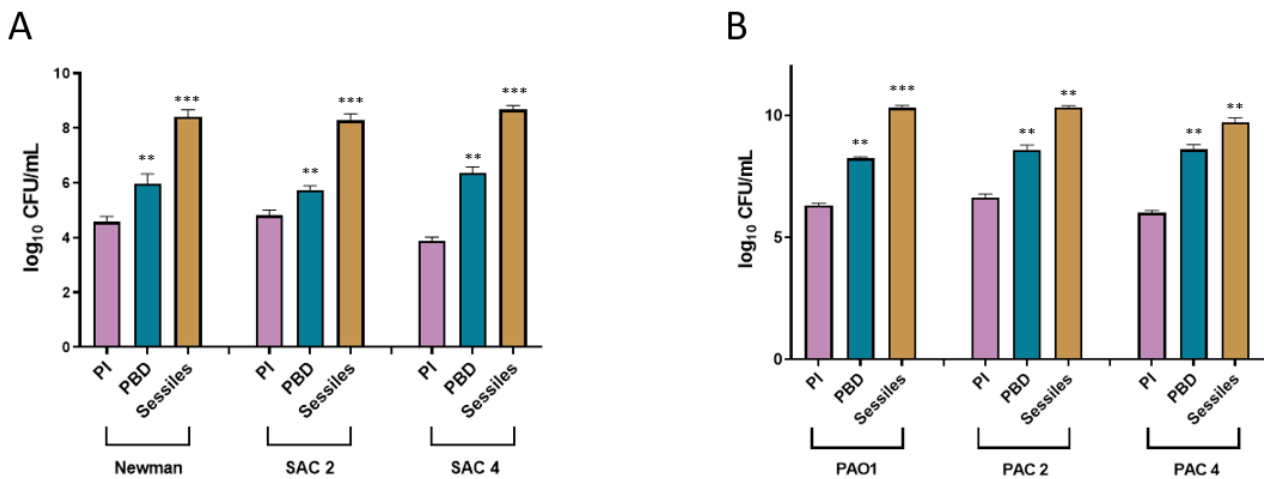 A
B
log10 CFU/mL
10
8
6
4
2
0
** *** ** *** ** ***
PI PBD Sessiles PI PBD Sessiles PI PBD Sessiles
Newman SAC 2 SAC 4
log10 CFU/mL
10
5
0
** *** ** ** ** **
PI PBD Sessiles PI PBD Sessiles PI PBD Sessiles
PAO1 PAC 2 PAC 4